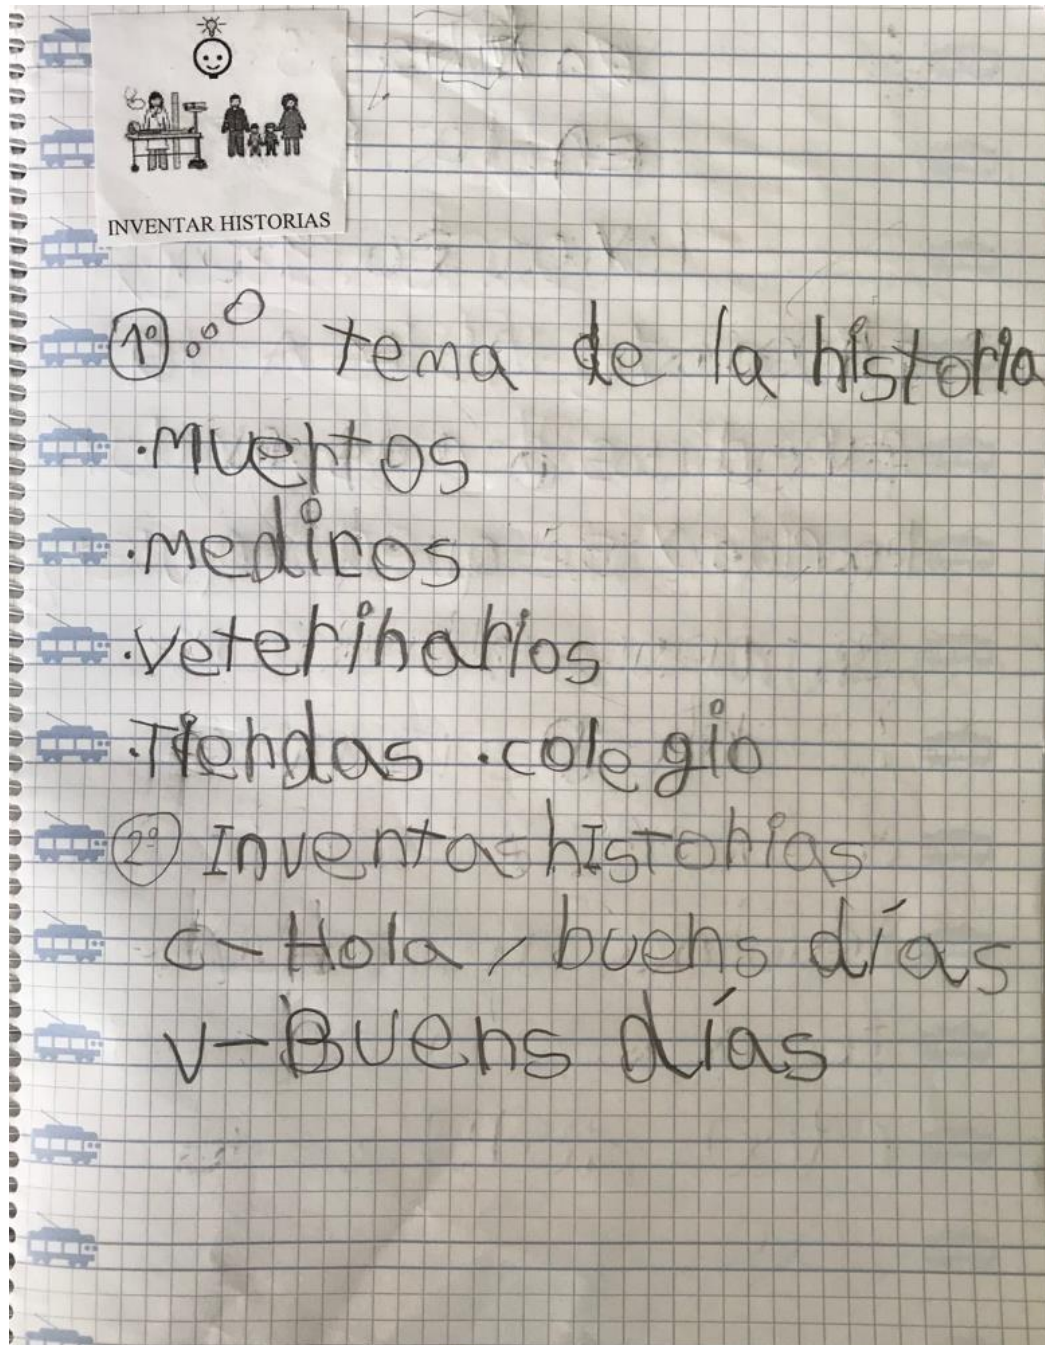 INVENTAR HISTORIAS
1º tema de la historia
·Muertos
·medicos
·veterinarios
·Tiendas ·colegio
2º Inventa historias
C- Hola, buens días
V- Buens días